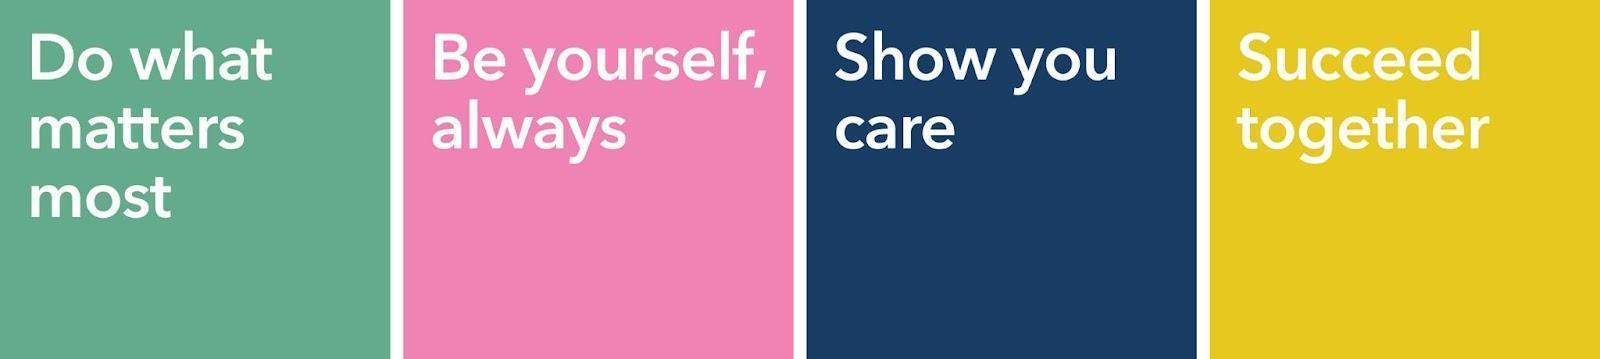 Do what
matters
most
Be yourself,
always
Show you
care
Succeed
together